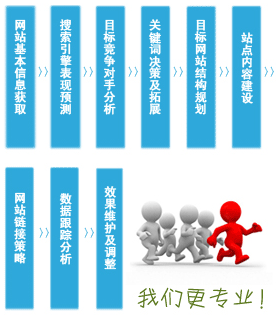 网站基本信息获取
搜索引擎表现预测
目标竞争对手分析
关键词决策及拓展
目标网站结构规划
站点内容建设
网站链接策略
数据跟踪分析
效果维护及调整
我们更专业!